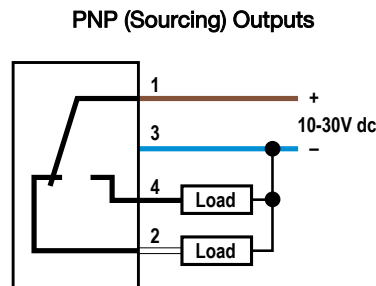 PNP (Sourcing) Outputs
1
+
10-30V dc
3
–
4
Load
2
Load